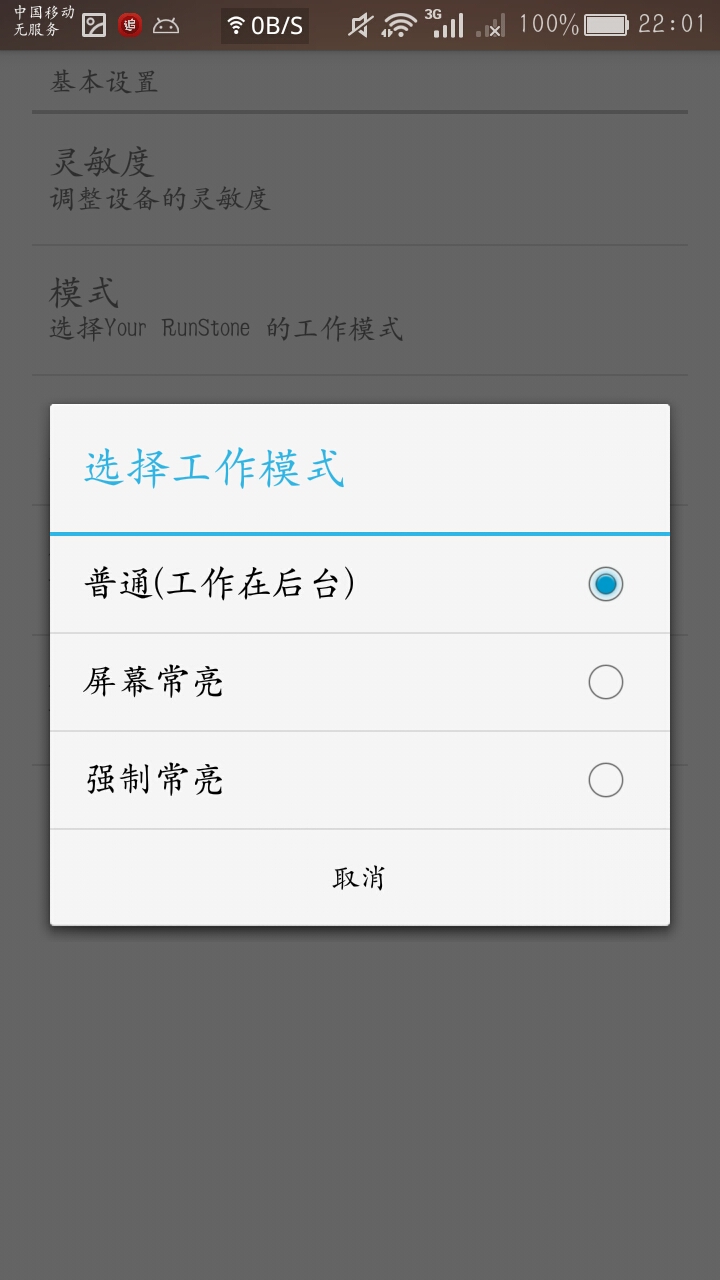 中国移动
无服务
追
0B/S
3G
100%
22:01
基本设置
灵敏度
调整设备的灵敏度
模式
选择Your RunStone 的工作模式
选择工作模式
普通(工作在后台)
屏幕常亮
强制常亮
取消